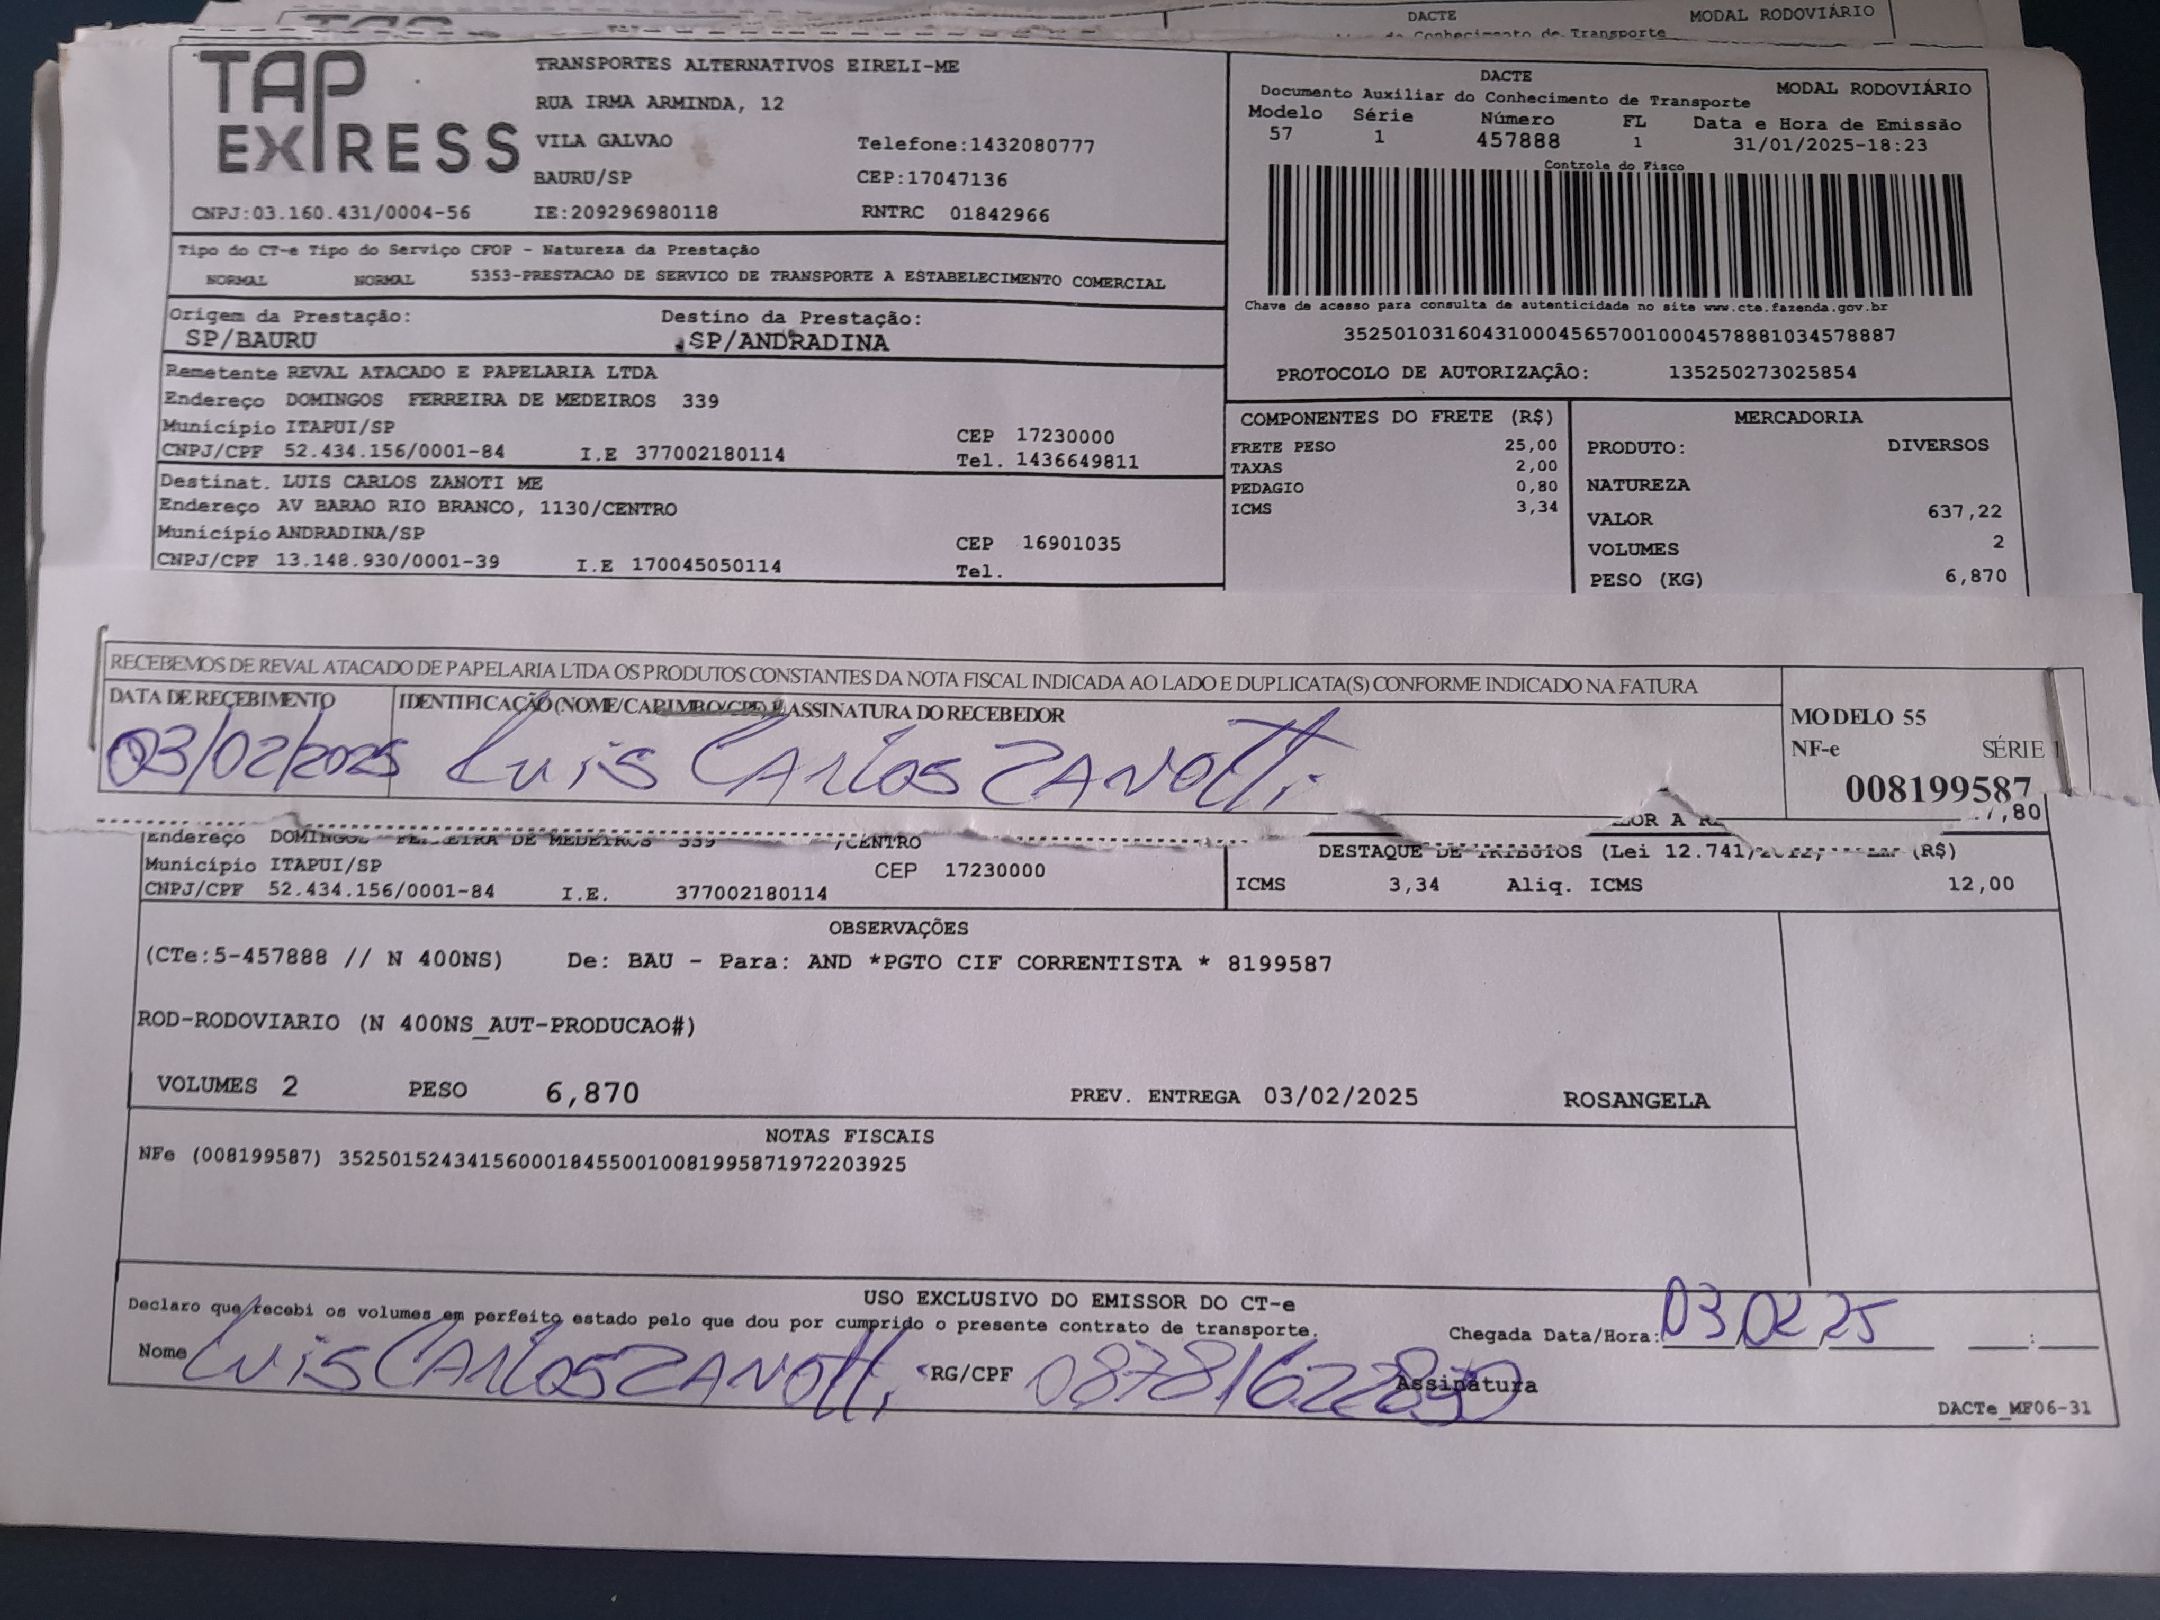 DACTE
MODAL RODOVIÁRIO
Conhecimento de Transporte
TAP EXPRESS
TRANSPORTES ALTERNATIVOS EIRELI-ME
RUA IRMA ARMINDA, 12
VILA GALVAO Telefone:1432080777
BAURU/SP CEP:17047136
CNPJ:03.160.431/0004-56 IE:209296980118 RNTRC 01842966
DACTE
Documento Auxiliar do Conhecimento de Transporte MODAL RODOVIÁRIO
Modelo Série Número FL Data e Hora de Emissão
57 1 457888 1 31/01/2025-18:23
Controle do Fisco
Chave de acesso para consulta de autenticidade no site www.cte.fazenda.gov.br
35250103160431000456570010004578881034578887
PROTOCOLO DE AUTORIZAÇÃO: 135250273025854
Tipo do CT-e Tipo do Serviço CFOP - Natureza da Prestação
NORMAL NORMAL 5353-PRESTACAO DE SERVICO DE TRANSPORTE A ESTABELECIMENTO COMERCIAL
Origem da Prestação: Destino da Prestação:
SP/BAURU SP/ANDRADINA
Remetente REVAL ATACADO E PAPELARIA LTDA
Endereço DOMINGOS FERREIRA DE MEDEIROS 339
Município ITAPUI/SP CEP 17230000
CNPJ/CPF 52.434.156/0001-84 I.E 377002180114 Tel. 1436649811
Destinat. LUIS CARLOS ZANOTI ME
Endereço AV BARAO RIO BRANCO, 1130/CENTRO
Município ANDRADINA/SP CEP 16901035
CNPJ/CPF 13.148.930/0001-39 I.E 170045050114 Tel.
COMPONENTES DO FRETE (R$)
FRETE PESO 25,00
TAXAS 2,00
PEDAGIO 0,80
ICMS 3,34
MERCADORIA
PRODUTO: DIVERSOS
NATUREZA
VALOR 637,22
VOLUMES 2
PESO (KG) 6,870
RECEBEMOS DE REVAL ATACADO DE PAPELARIA LTDA OS PRODUTOS CONSTANTES DA NOTA FISCAL INDICADA AO LADO E DUPLICATA(S) CONFORME INDICADO NA FATURA
DATA DE RECEBIMENTO IDENTIFICAÇÃO (NOME/CARIMBO/CPF) E ASSINATURA DO RECEBEDOR
03/02/2025 Luis Carlos Zanotti
MODELO 55
NF-e SÉRIE 1
008199587
7,80
Endereço DOMINGOS FERREIRA DE MEDEIROS 339 /CENTRO
Município ITAPUI/SP CEP 17230000
CNPJ/CPF 52.434.156/0001-84 I.E. 377002180114
DESTAQUE DE TRIBUTOS (Lei 12.741/2012) (R$)
ICMS 3,34 Aliq. ICMS 12,00
OBSERVAÇÕES
(CTe:5-457888 // N 400NS) De: BAU - Para: AND *PGTO CIF CORRENTISTA * 8199587
ROD-RODOVIARIO (N 400NS_AUT-PRODUCAO#)
VOLUMES 2 PESO 6,870 PREV. ENTREGA 03/02/2025 ROSANGELA
NOTAS FISCAIS
NFe (008199587) 35250152434156000184550010081995871972203925
USO EXCLUSIVO DO EMISSOR DO CT-e
Declaro que recebi os volumes em perfeito estado pelo que dou por cumprido o presente contrato de transporte.
Chegada Data/Hora: 03/02/25 :
Nome Luis Carlos Zanotti RG/CPF 08781622850 Assinatura
DACTe_MF06-31